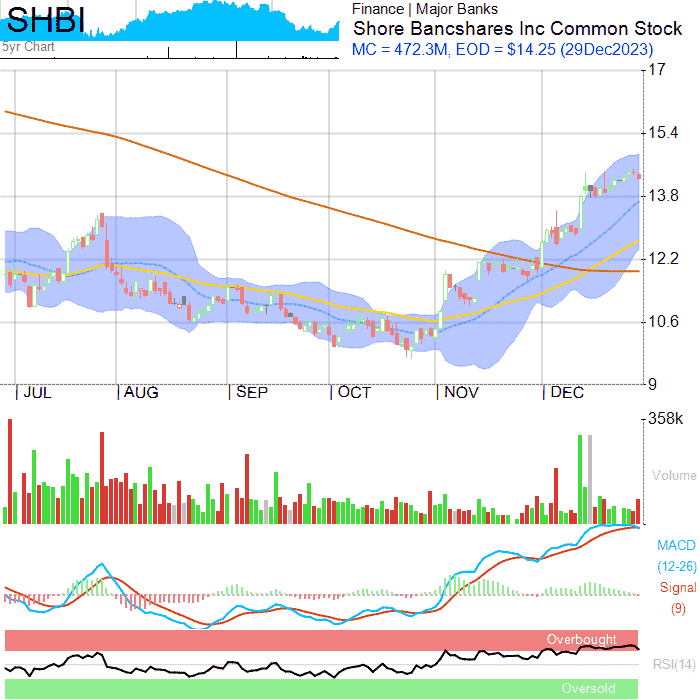 SHBI
5yr Chart
Finance | Major Banks
Shore Bancshares Inc Common Stock
MC = 472.3M, EOD = $14.25 (29Dec2023)
17
15.4
13.8
12.2
10.6
9
JUL AUG SEP OCT NOV DEC
358k
Volume
MACD
(12-26)
Signal
(9)
Overbought
RSI(14)
Oversold